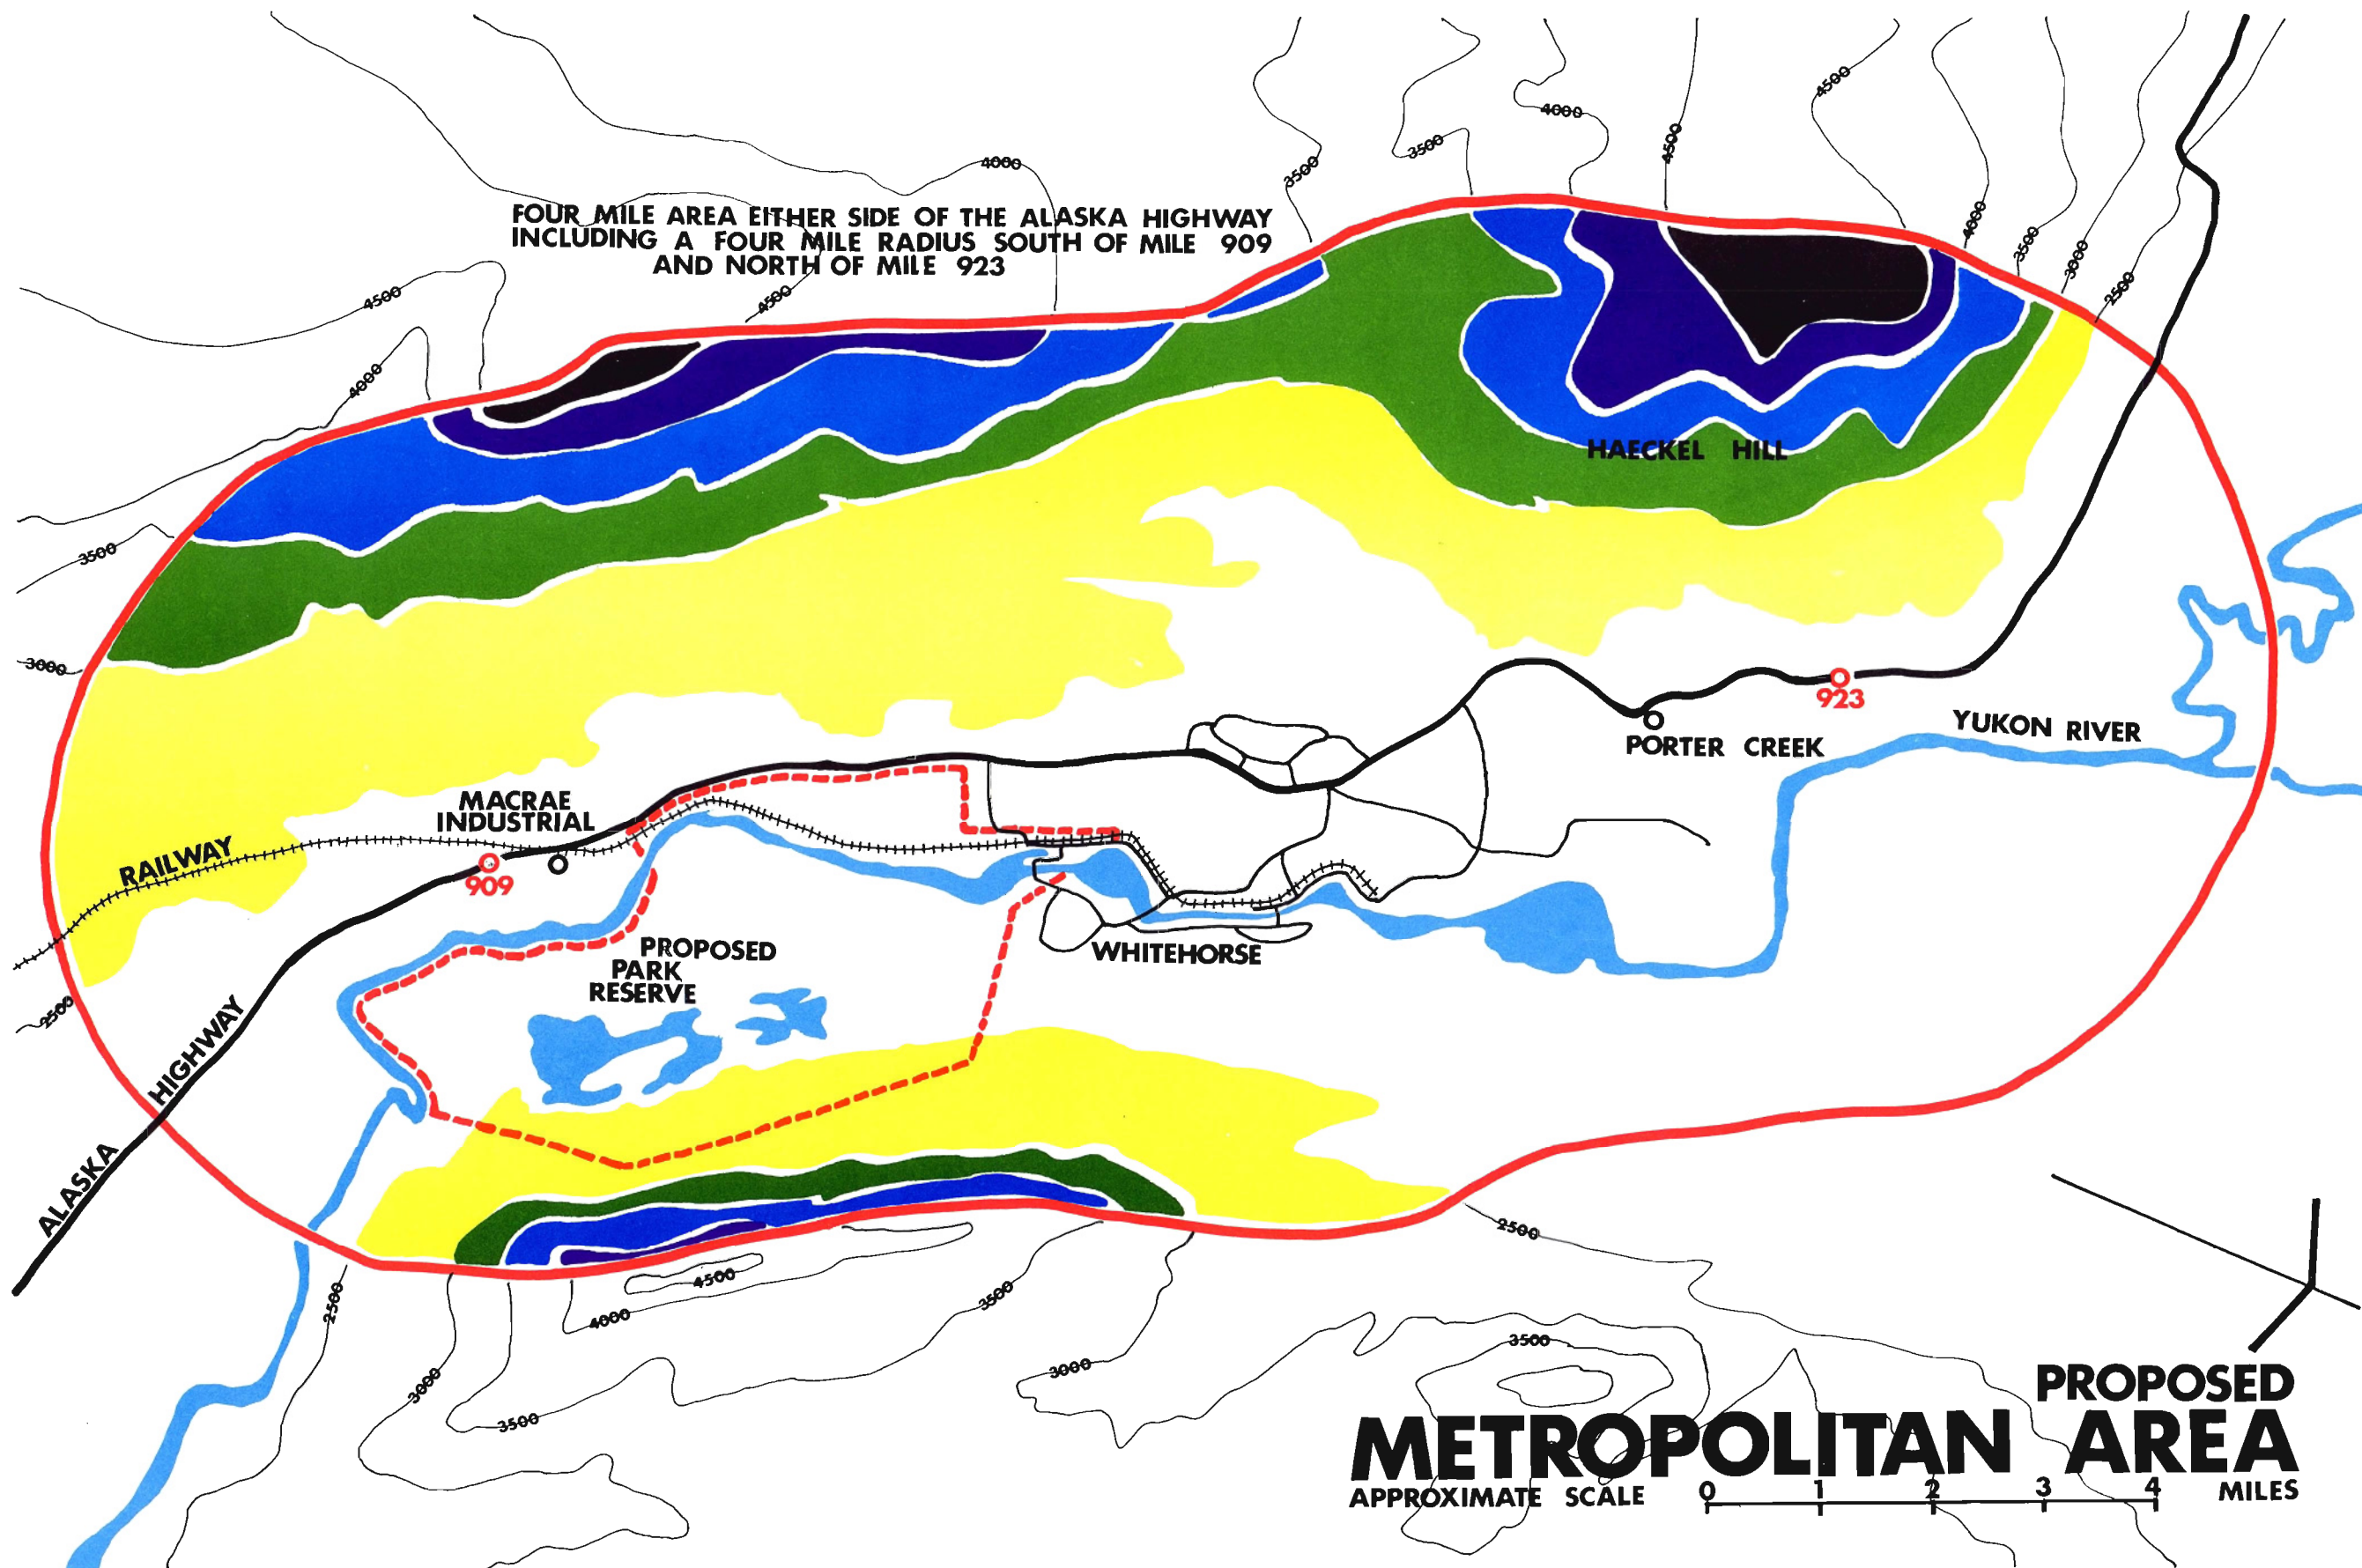 4500
4000
3500
4500
4000
3500
FOUR MILE AREA EITHER SIDE OF THE ALASKA HIGHWAY
INCLUDING A FOUR MILE RADIUS SOUTH OF MILE 909
AND NORTH OF MILE 923
4000
3500
3000
2500
4500
4500
4000
HAECKEL HILL
3500
3000
923
YUKON RIVER
PORTER CREEK
MACRAE
INDUSTRIAL
RAILWAY
909
PROPOSED
PARK
RESERVE
WHITEHORSE
2500
ALASKA HIGHWAY
2500
4500
4000
3500
2500
3000
3500
3000
3500
PROPOSED
METROPOLITAN AREA
APPROXIMATE SCALE 0 1 2 3 4 MILES